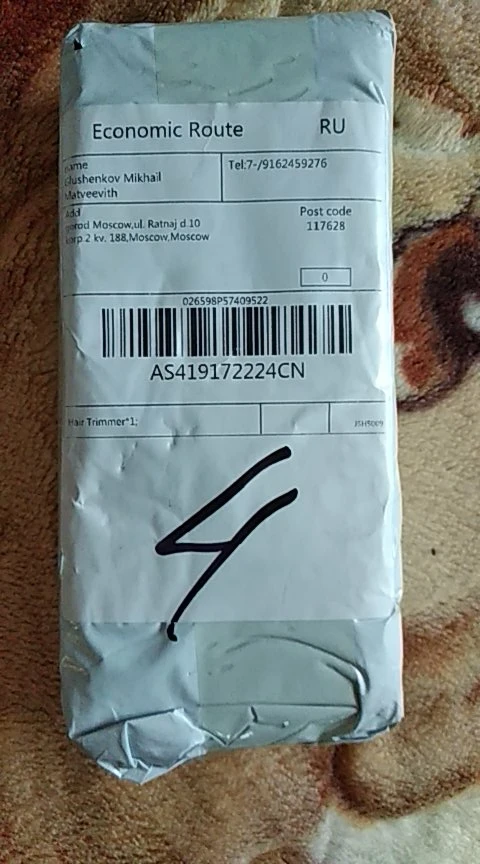 Economic Route RU
name
Glushenkov Mikhail
Matveevith
Tel:7-/9162459276
Add
gorod Moscow,ul. Ratnaj d.10
korp.2 kv. 188,Moscow,Moscow
Post code
117628
0
026598P57409522
AS419172224CN
Hair Trimmer*1;
JSH5009
4